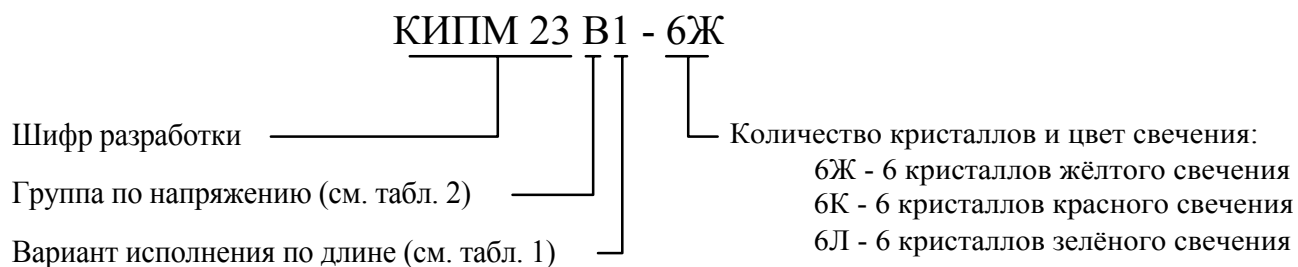 КИПМ 23 В1 - 6Ж
Шифр разработки
Группа по напряжению (см. табл. 2)
Вариант исполнения по длине (см. табл. 1)
Количество кристаллов и цвет свечения:
6Ж - 6 кристаллов жёлтого свечения
6К - 6 кристаллов красного свечения
6Л - 6 кристаллов зелёного свечения